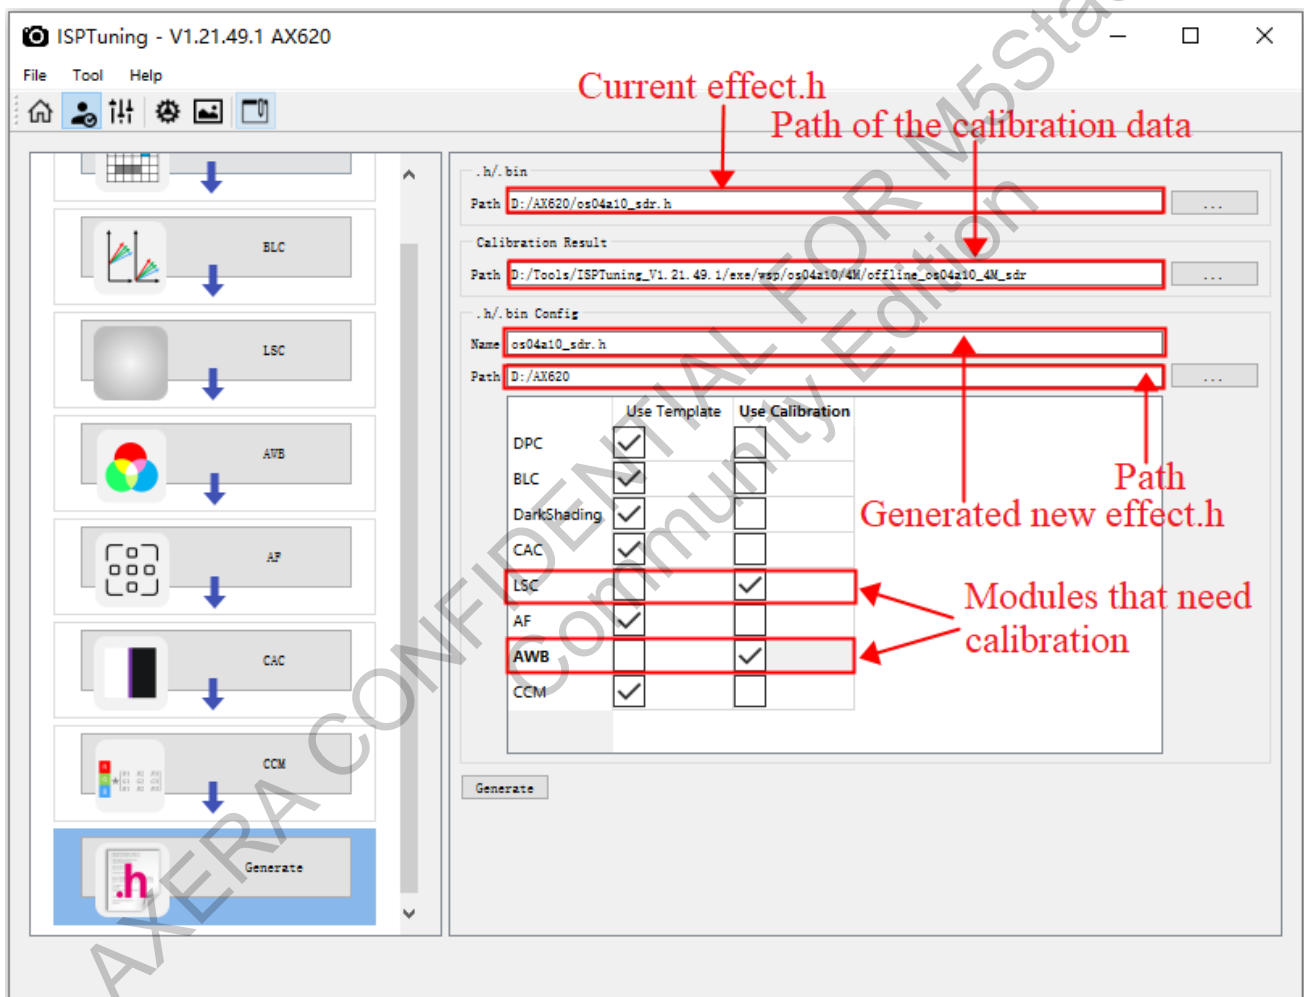 ISPTuning - V1.21.49.1 AX620
File Tool Help
Current effect.h
Path of the calibration data
BLC
LSC
AWB
AF
CAC
CCM
.h
Generate
.h/.bin
Path D:/AX620/os04a10_sdr.h ...
Calibration Result
Path D:/Tools/ISPTuning_V1.21.49.1/exe/wsp/os04a10/4M/offline_os04a10_4M_sdr ...
.h/.bin Config
Name os04a10_sdr.h
Path D:/AX620 ...
Use Template Use Calibration
DPC
BLC
DarkShading
CAC
LSC
AF
AWB
CCM
Path
Generated new effect.h
Modules that need
calibration
Generate
AXERA CONFIDENTIAL FOR M5Stac
Community Edition